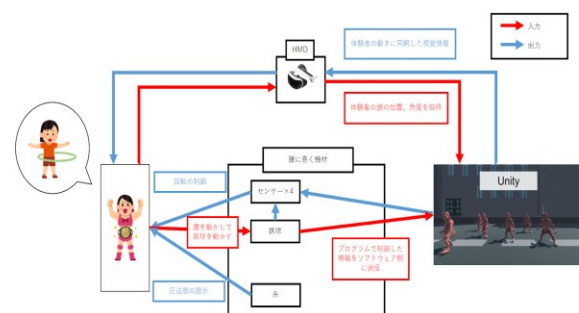 HMD
体験者の動きに同期した視覚情報
入力
出力
体験者の頭の位置、角度を取得
腰に巻く機材
回転の制御
センサー×4
Unity
腰を動かして
鉄球を動かす
鉄球
プログラムで制御した
情報をソフトウェア側
に送信
圧迫感の提示
糸